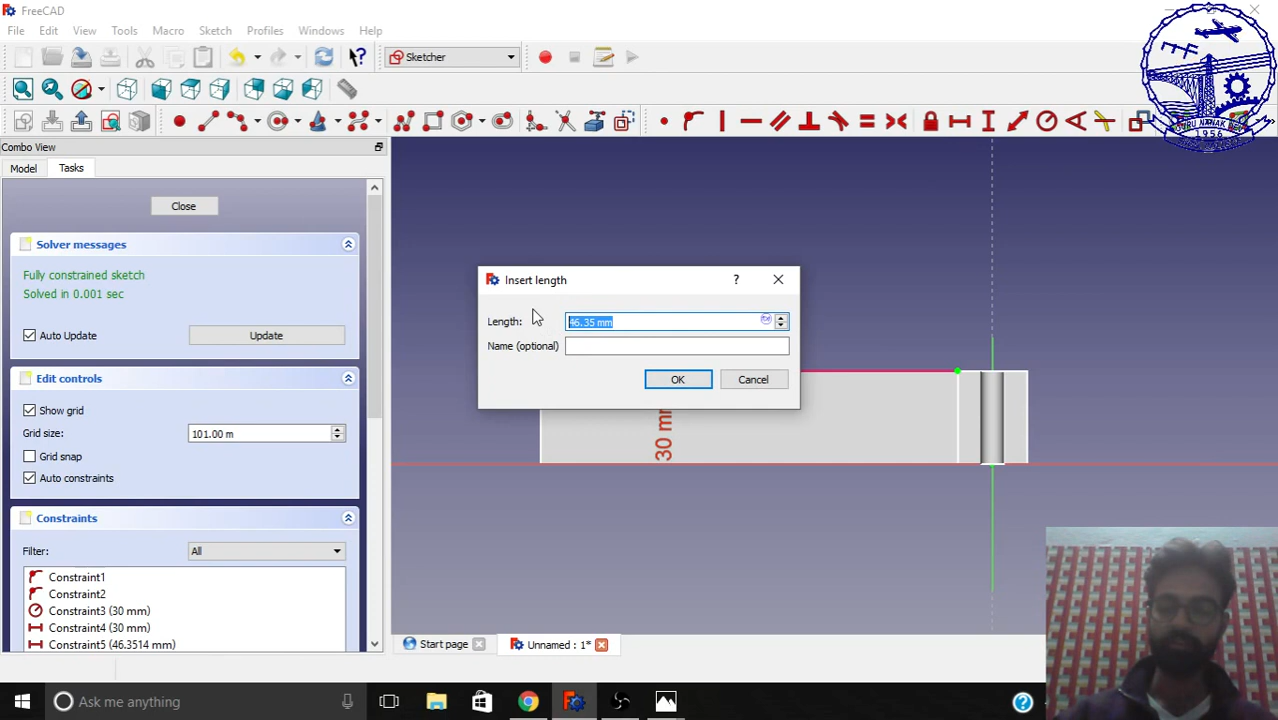 FreeCAD
File Edit View Tools Macro Sketch Profiles Windows Help
Sketcher
1956
Combo View
Model Tasks
Close
Solver messages
Fully constrained sketch
Solved in 0.001 sec
Auto Update Update
Edit controls
Show grid
Grid size: 101.00 m
Grid snap
Auto constraints
Constraints
Filter: All
Constraint1
Constraint2
Constraint3 (30 mm)
Constraint4 (30 mm)
Constraint5 (46.3514 mm)
Insert length
?
Length: 46.35 mm
Name (optional)
OK Cancel
30 mm
Start page Unnamed : 1*
Ask me anything